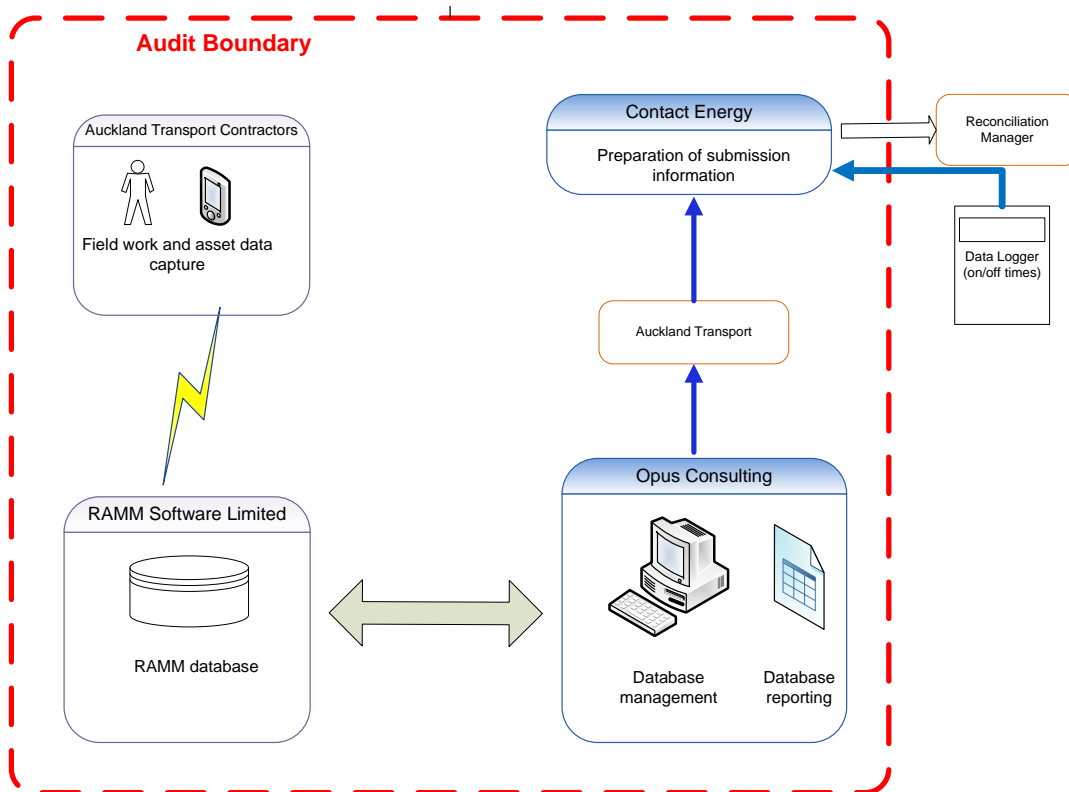 Audit Boundary
Auckland Transport Contractors
Field work and asset data
capture
Contact Energy
Preparation of submission
information
Reconciliation
Manager
Data Logger
(on/off times)
Auckland Transport
RAMM Software Limited
RAMM database
Opus Consulting
Database
management
Database
reporting